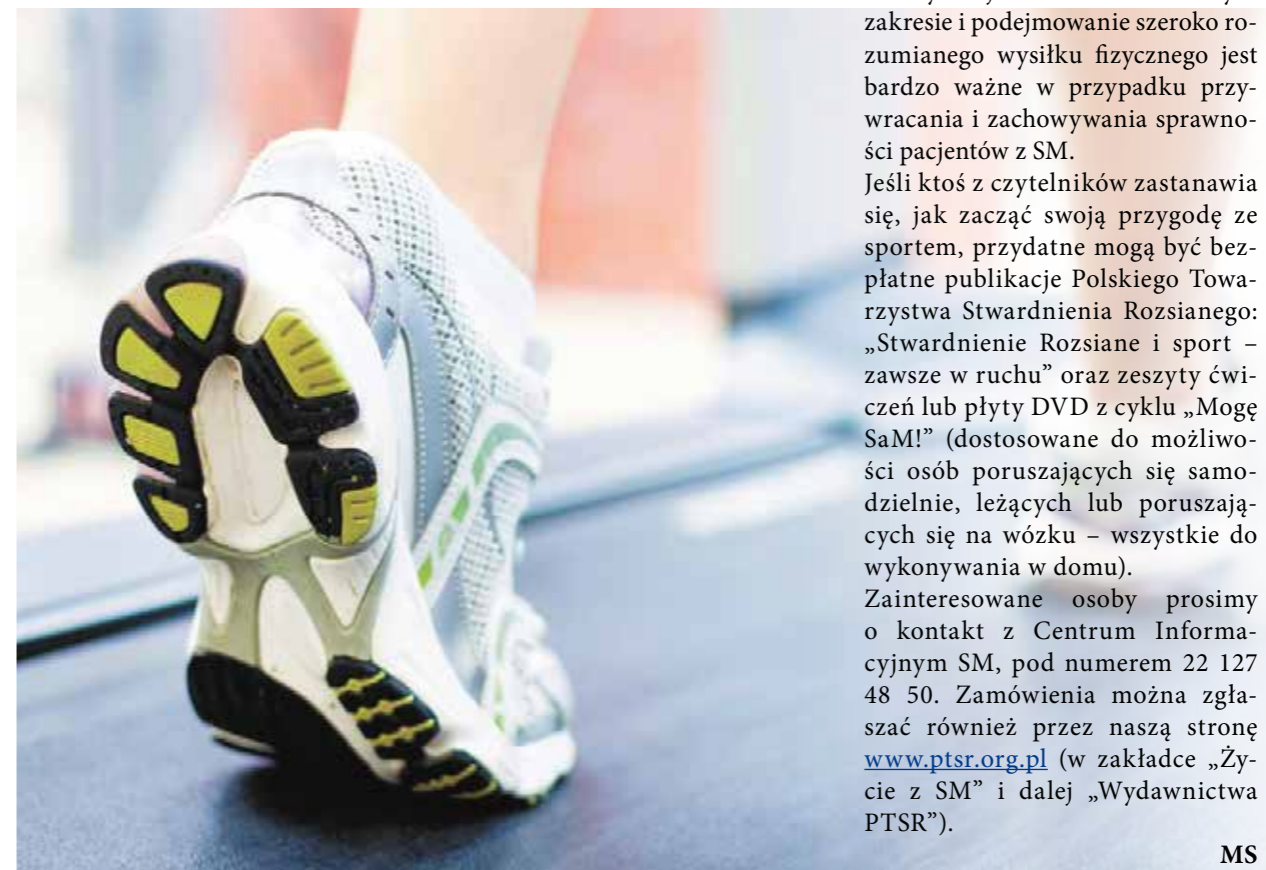 zakresie i podejmowanie szeroko ro-
zumianego wysiłku fizycznego jest
bardzo ważne w przypadku przy-
wracania i zachowywania sprawno-
ści pacjentów z SM.
Jeśli ktoś z czytelników zastanawia
się, jak zacząć swoją przygodę ze
sportem, przydatne mogą być bez-
płatne publikacje Polskiego Towa-
rzystwa Stwardnienia Rozsianego:
„Stwardnienie Rozsiane i sport –
zawsze w ruchu” oraz zeszyty ćwi-
czeń lub płyty DVD z cyklu „Mogę
SaM!” (dostosowane do możliwo-
ści osób poruszających się samo-
dzielnie, leżących lub poruszają-
cych się na wózku – wszystkie do
wykonywania w domu).
Zainteresowane osoby prosimy
o kontakt z Centrum Informa-
cyjnym SM, pod numerem 22 127
48 50. Zamówienia można zgła-
szać również przez naszą stronę
www.ptsr.org.pl (w zakładce „Ży-
cie z SM” i dalej „Wydawnictwa
PTSR”).
MS